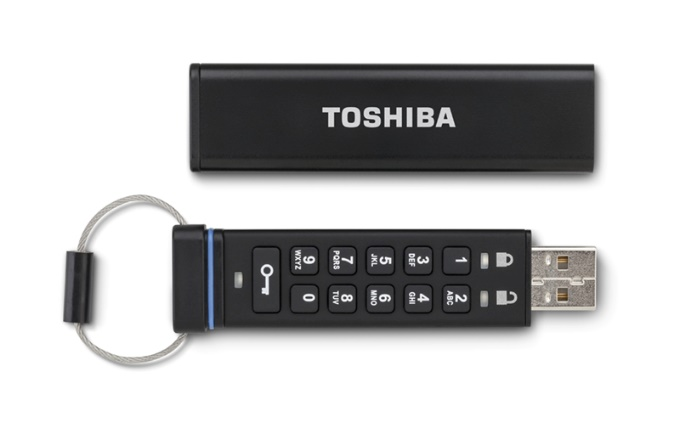 TOSHIBA
1
2 ABC
3 DEF
4 GHI
5 JKL
6 MNO
7 PQRS
8 TUV
9 WXYZ
0